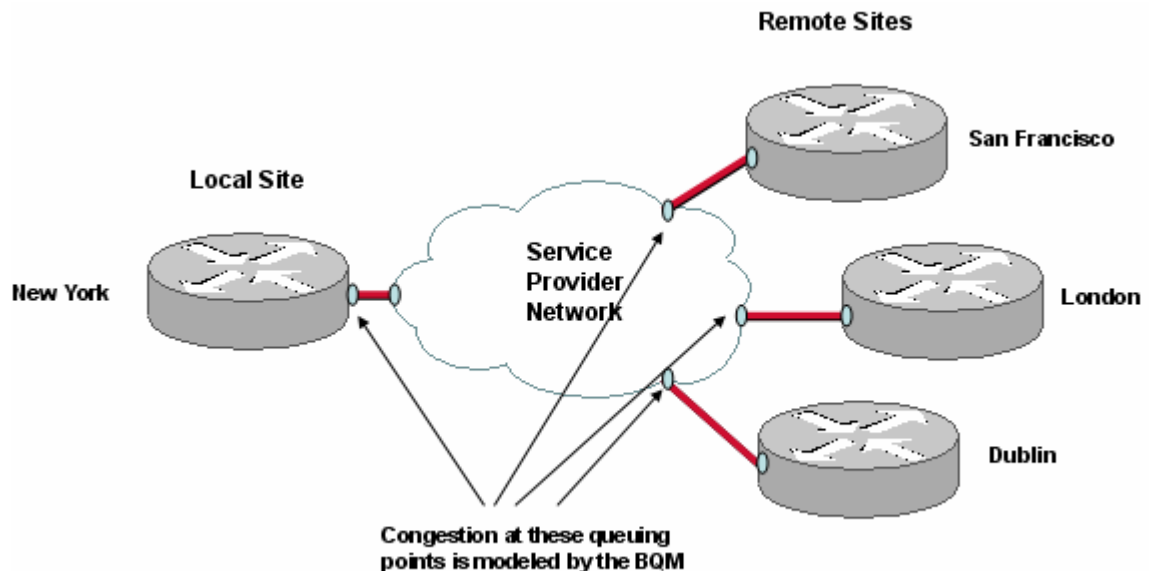 Remote Sites
San Francisco
Local Site
Service
Provider
Network
New York
London
Dublin
Congestion at these queuing
points is modeled by the BQM